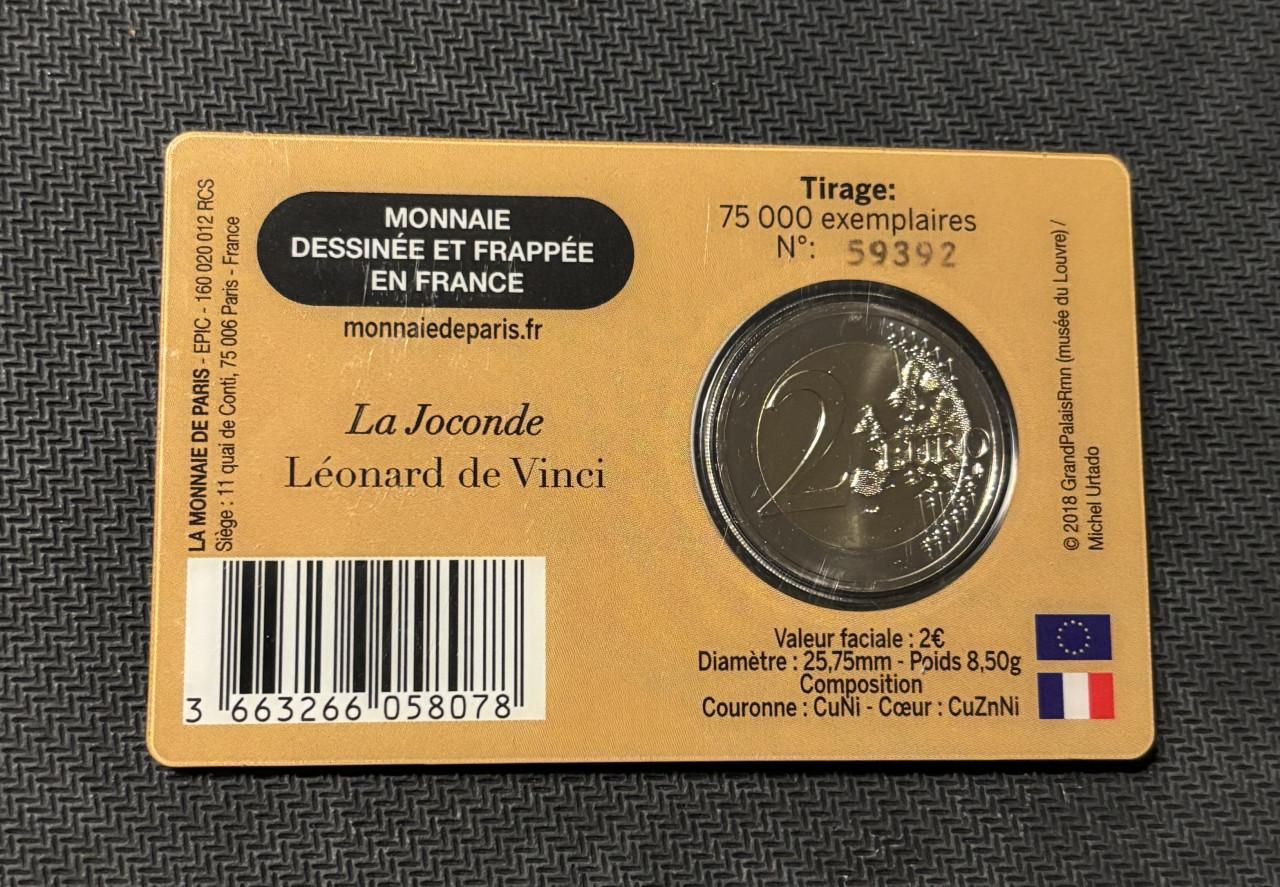 LA MONNAIE DE PARIS - EPIC - 160 020 012 RCS
Siège : 11 quai de Conti, 75 006 Paris - France
MONNAIE
DESSINÉE ET FRAPPÉE
EN FRANCE
monnaiedeparis.fr
La Joconde
Léonard de Vinci
3 663266 058078
Tirage:
75 000 exemplaires
N°: 59392
2 EURO
Valeur faciale : 2€
Diamètre : 25,75mm - Poids 8,50g
Composition
Couronne : CuNi - Cœur : CuZnNi
© 2018 GrandPalaisRmn (musée du Louvre) /
Michel Urtado